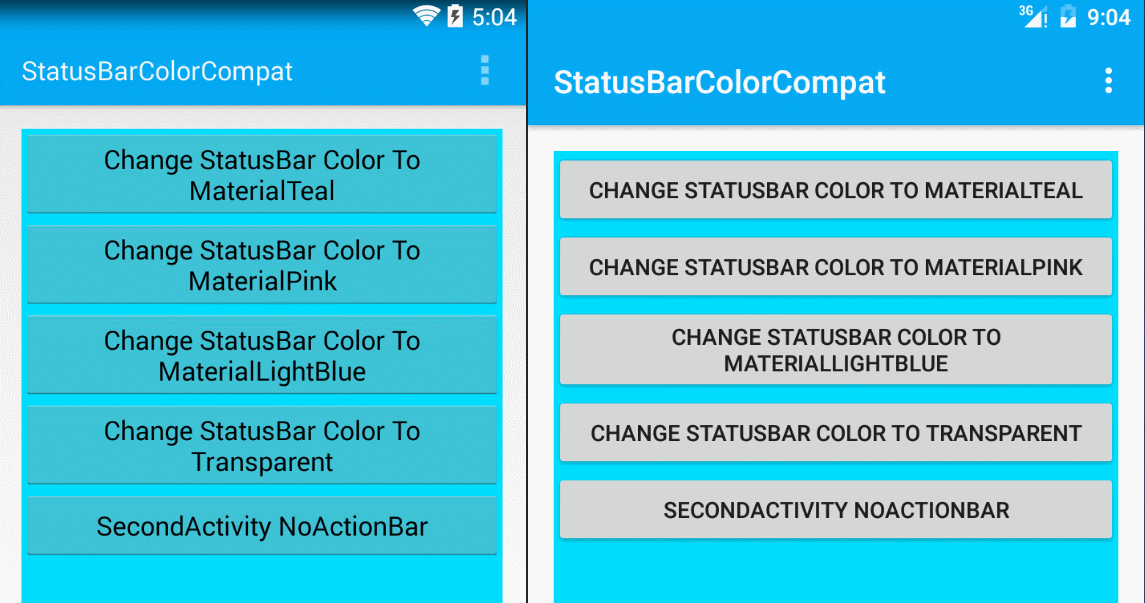 5:04
StatusBarColorCompat
Change StatusBar Color To
MaterialTeal
Change StatusBar Color To
MaterialPink
Change StatusBar Color To
MaterialLightBlue
Change StatusBar Color To
Transparent
SecondActivity NoActionBar
3G 9:04
StatusBarColorCompat
CHANGE STATUSBAR COLOR TO MATERIALTEAL
CHANGE STATUSBAR COLOR TO MATERIALPINK
CHANGE STATUSBAR COLOR TO
MATERIALLIGHTBLUE
CHANGE STATUSBAR COLOR TO TRANSPARENT
SECONDACTIVITY NOACTIONBAR